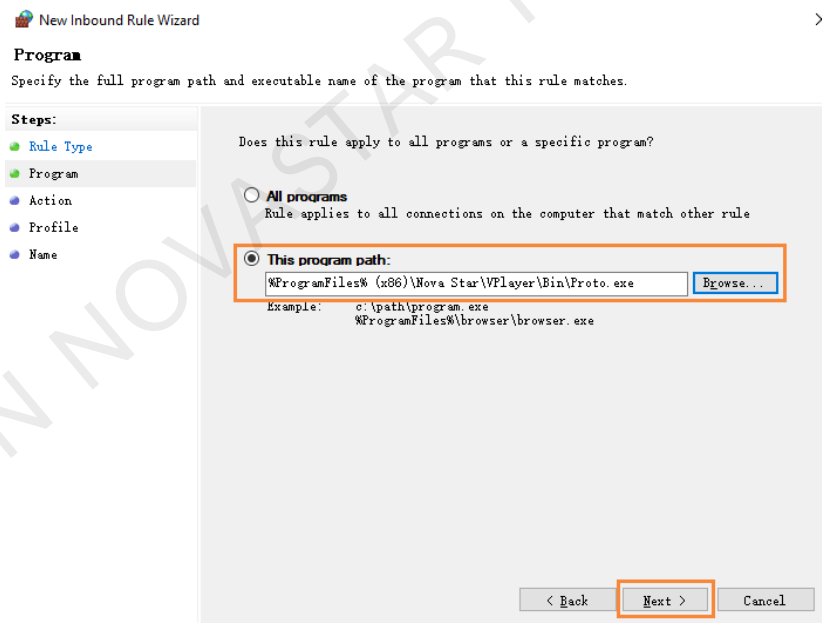 New Inbound Rule Wizard
Program
Specify the full program path and executable name of the program that this rule matches.
Steps:
Rule Type
Program
Action
Profile
Name
Does this rule apply to all programs or a specific program?
All programs
Rule applies to all connections on the computer that match other rule
This program path:
%ProgramFiles% (x86)\Nova Star\VPlayer\Bin\Proto.exe
Browse...
Example: c:\path\program.exe
%ProgramFiles%\browser\browser.exe
< Back
Next >
Cancel
N NOVASTAR